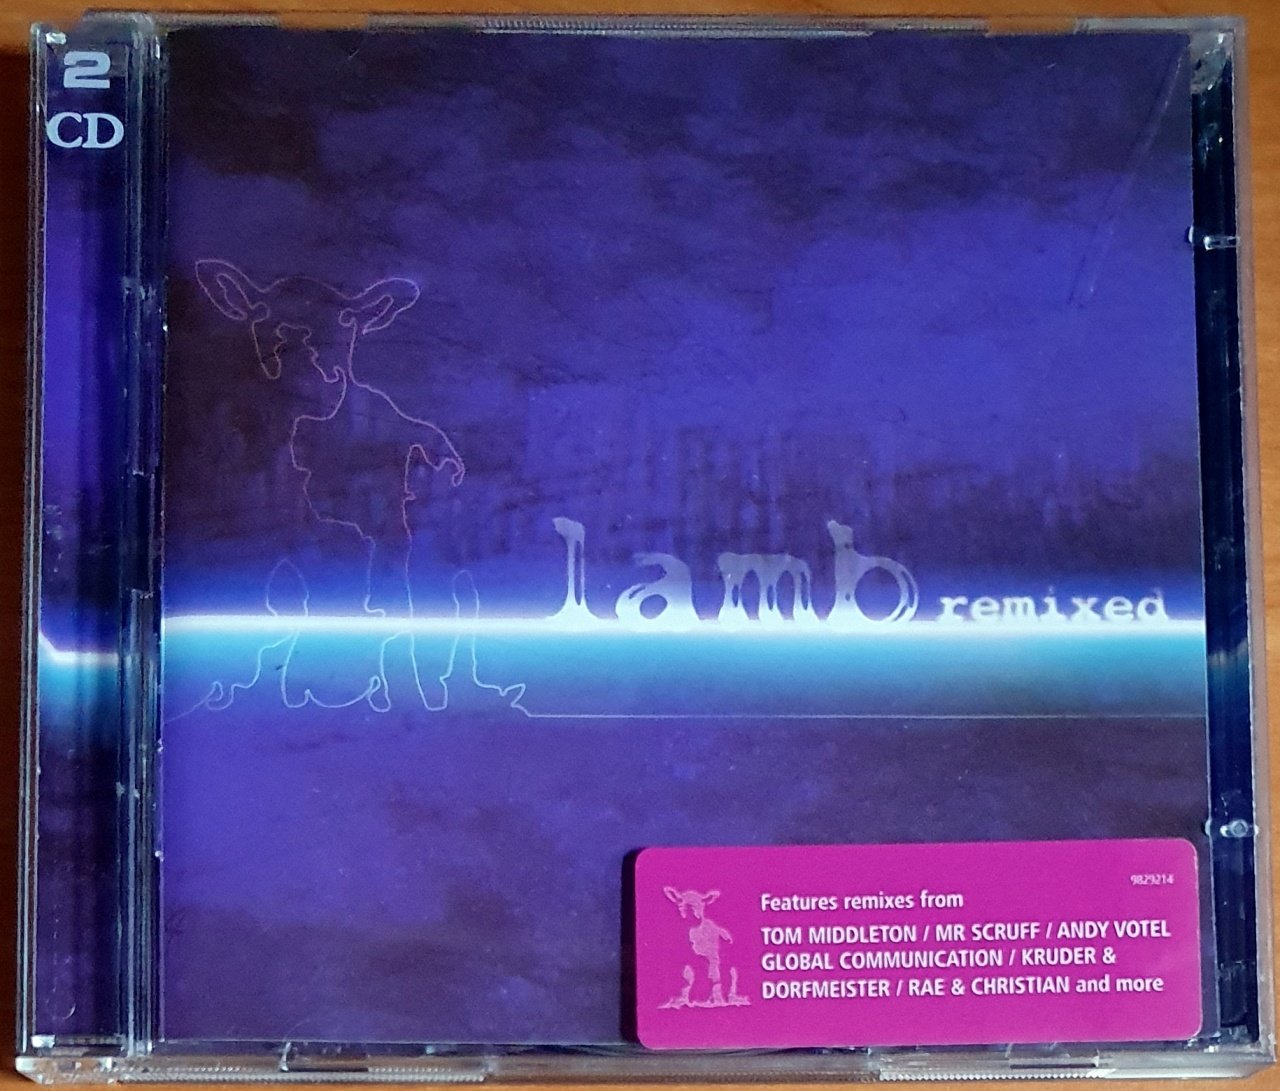 2
CD
lamb remixed
9829214
Features remixes from
TOM MIDDLETON / MR SCRUFF / ANDY VOTEL
GLOBAL COMMUNICATION / KRUDER &
DORFMEISTER / RAE & CHRISTIAN and more